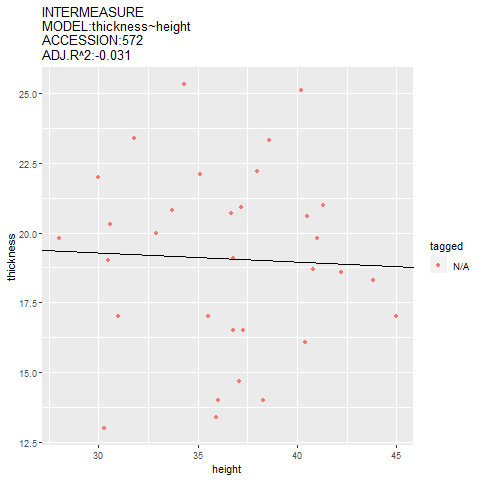 INTERMEASURE
MODEL:thickness~height
ACCESSION:572
ADJ.R^2:-0.031
25.0
22.5
20.0
17.5
15.0
12.5
thickness
30
35
40
45
height
tagged
N/A